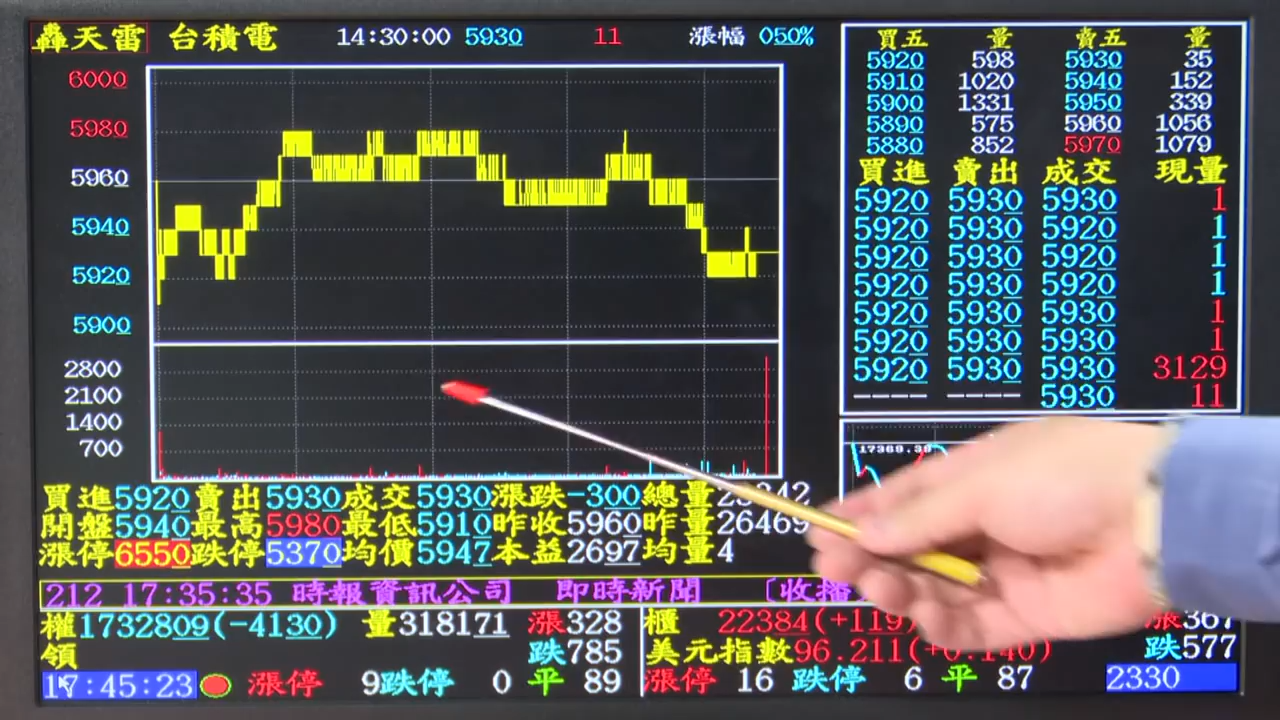 轟天雷 台積電 14:30:00 5930 11 漲幅 050%
6000
5980
5960
5940
5920
5900
2800
2100
1400
700
買五 量 賣五 量
5920 598 5930 35
5910 1020 5940 152
5900 1331 5950 339
5890 575 5960 1056
5880 852 5970 1079
買進 賣出 成交 現量
5920 5930 5930 1
5920 5930 5920 1
5920 5930 5920 1
5920 5930 5920 1
5920 5930 5930 1
5920 5930 5930 1
5920 5930 5930 3129
---- ---- 5930 11
買進5920賣出5930成交5930漲跌-300總量
開盤5940最高5980最低5910昨收5960昨量26469
漲停6550跌停5370均價5947本益2697均量4
212 17:35:35 時報資訊公司 即時新聞 〔收播
權1732809(-4130) 量318171 漲328
領 跌785
17:45:23 漲停 9跌停 0 平 89
櫃 22384(+119) 漲367
美元指數96.211(+0.140) 跌577
漲停 16 跌停 6 平 87 2330